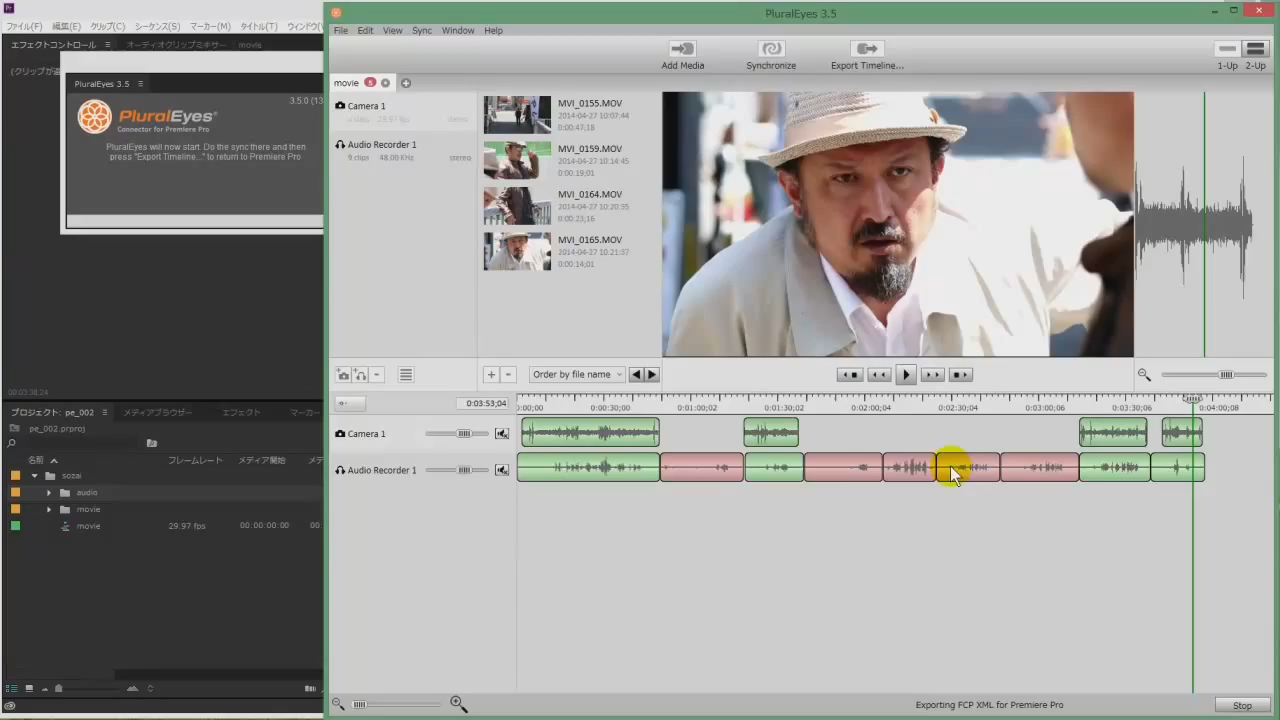 PluralEyes 3.5
ファイル(F) 編集(E) クリップ(C) シーケンス(S) マーカー(M) タイトル(T) ウィンドウ(
File Edit View Sync Window Help
エフェクトコントロール オーディオクリップミキサー movie
Add Media Synchronize Export Timeline... 1-Up 2-Up
PluralEyes 3.5
3.5.0 (13
PluralEyes
Connector for Premiere Pro
PluralEyes will now start. Do the sync there and then
press "Export Timeline..." to return to Premiere Pro
movie 5
Camera 1
29.97 fps stereo
Audio Recorder 1
9 clips 48.00 KHz stereo
MVI_0155.MOV
2014-04-27 10:07:44
0:00:47;18
MVI_0159.MOV
2014-04-27 10:14:45
0:00:19;01
MVI_0164.MOV
2014-04-27 10:20:35
0:00:23;16
MVI_0165.MOV
2014-04-27 10:21:37
0:00:14;01
Order by file name
00:03:38;24
0:03:53;04
0:00:00 0:00:30;00 0:01:00;02 0:01:30;02 0:02:00;04 0:02:30;04 0:03:00;06 0:03:30;06 0:04:00;08
Camera 1
Audio Recorder 1
プロジェクト: pe_002 メディアブラウザー エフェクト マーカー
pe_002.prproj
名前 フレームレート メディア開始 メデ
sozai
audio
movie
movie 29.97 fps 00:00:00:00 00
Exporting FCP XML for Premiere Pro
Stop